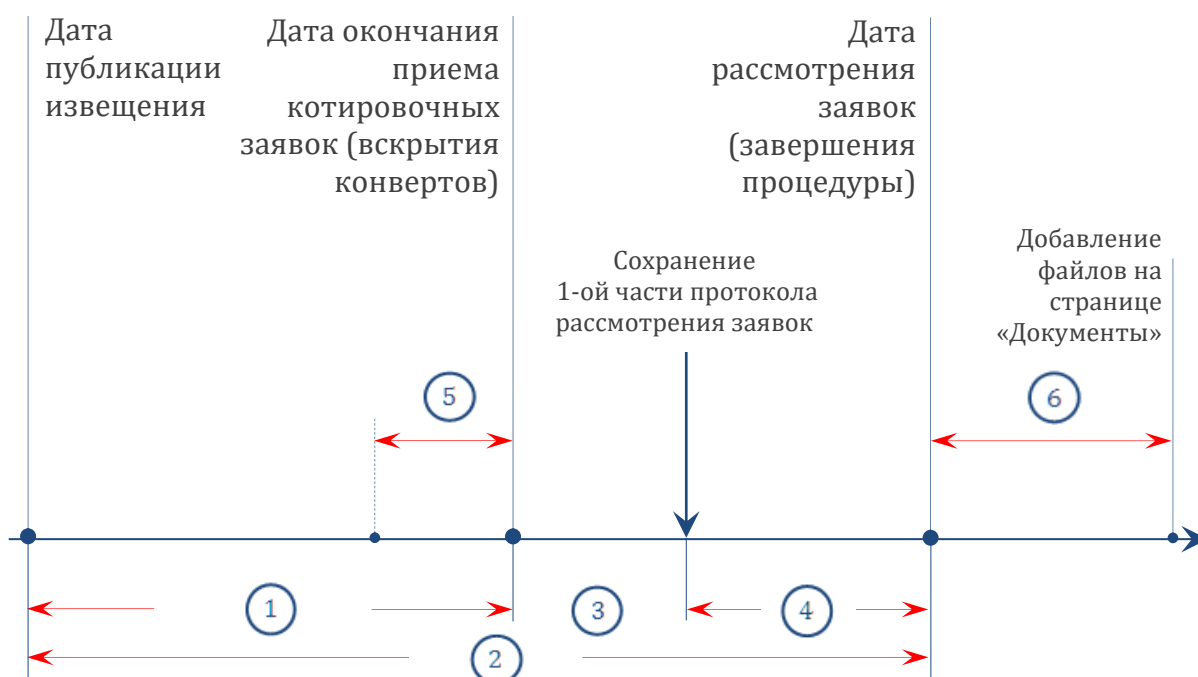 Дата
публикации
извещения
Дата окончания
приема
котировочных
заявок (вскрытия
конвертов)
Дата
рассмотрения
заявок
(завершения
процедуры)
Сохранение
1-ой части протокола
рассмотрения заявок
Добавление
файлов на
странице
«Документы»
5
6
1
3
4
2